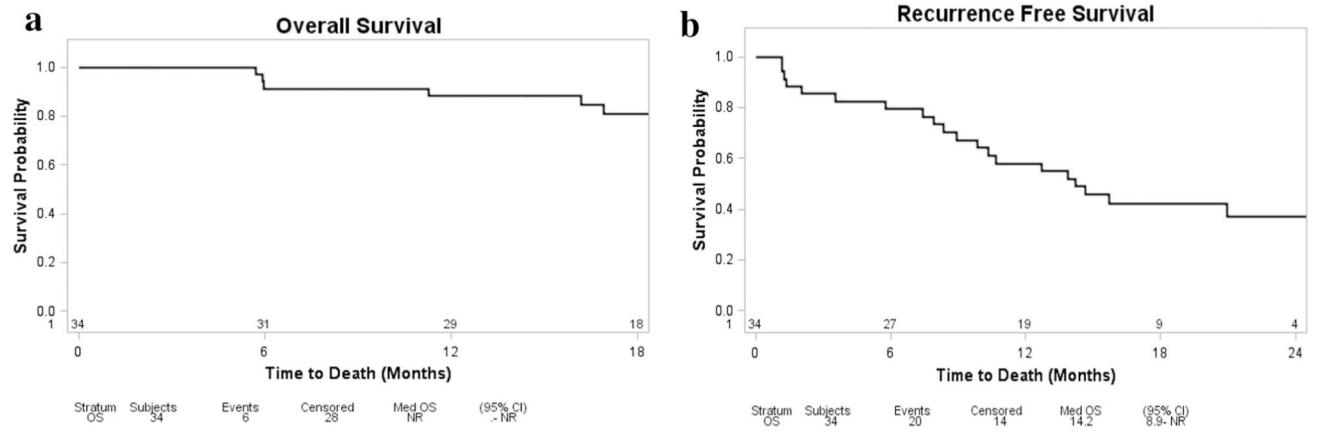 a
Overall Survival
Survival Probability
1.0
0.8
0.6
0.4
0.2
0.0
1 34 31 29 18
0 6 12 18
Time to Death (Months)
Stratum Subjects Events Censored Med OS (95% CI)
OS 34 6 28 NR .- NR
b
Recurrence Free Survival
Survival Probability
1.0
0.8
0.6
0.4
0.2
0.0
1 34 27 19 9 4
0 6 12 18 24
Time to Death (Months)
Stratum Subjects Events Censored Med OS (95% CI)
OS 34 20 14 14.2 8.9- NR